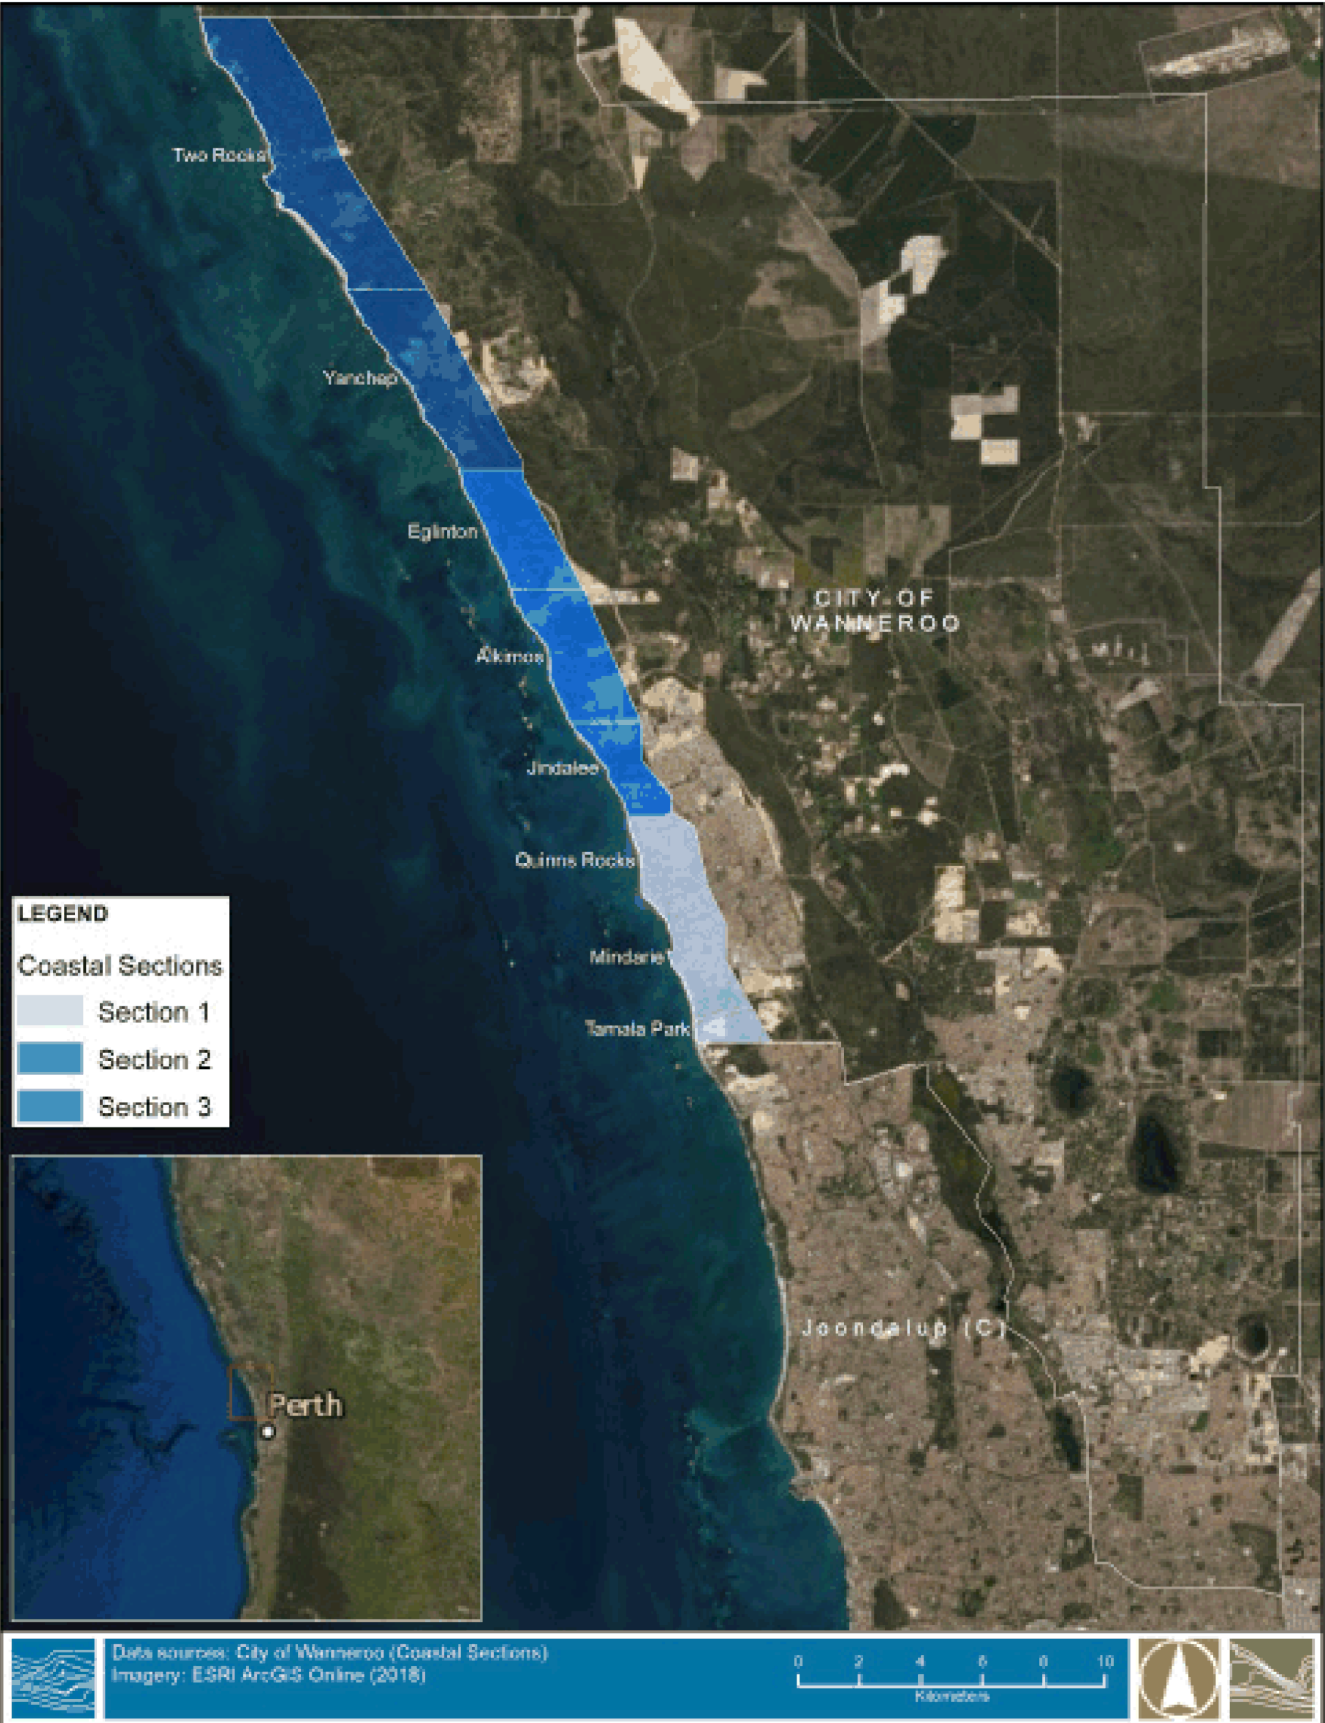 Two Rocks
Yanchep
Eglinton
CITY OF
WANNEROO
Alkimos
Jindalee
Quinns Rocks
LEGEND
Coastal Sections
Section 1
Section 2
Section 3
Mindarie
Tamala Park
Joondalup (C)
Perth
Data sources: City of Wanneroo (Coastal Sections)
Imagery: ESRI ArcGIS Online (2018)
0 2 4 6 8 10
Kilometers